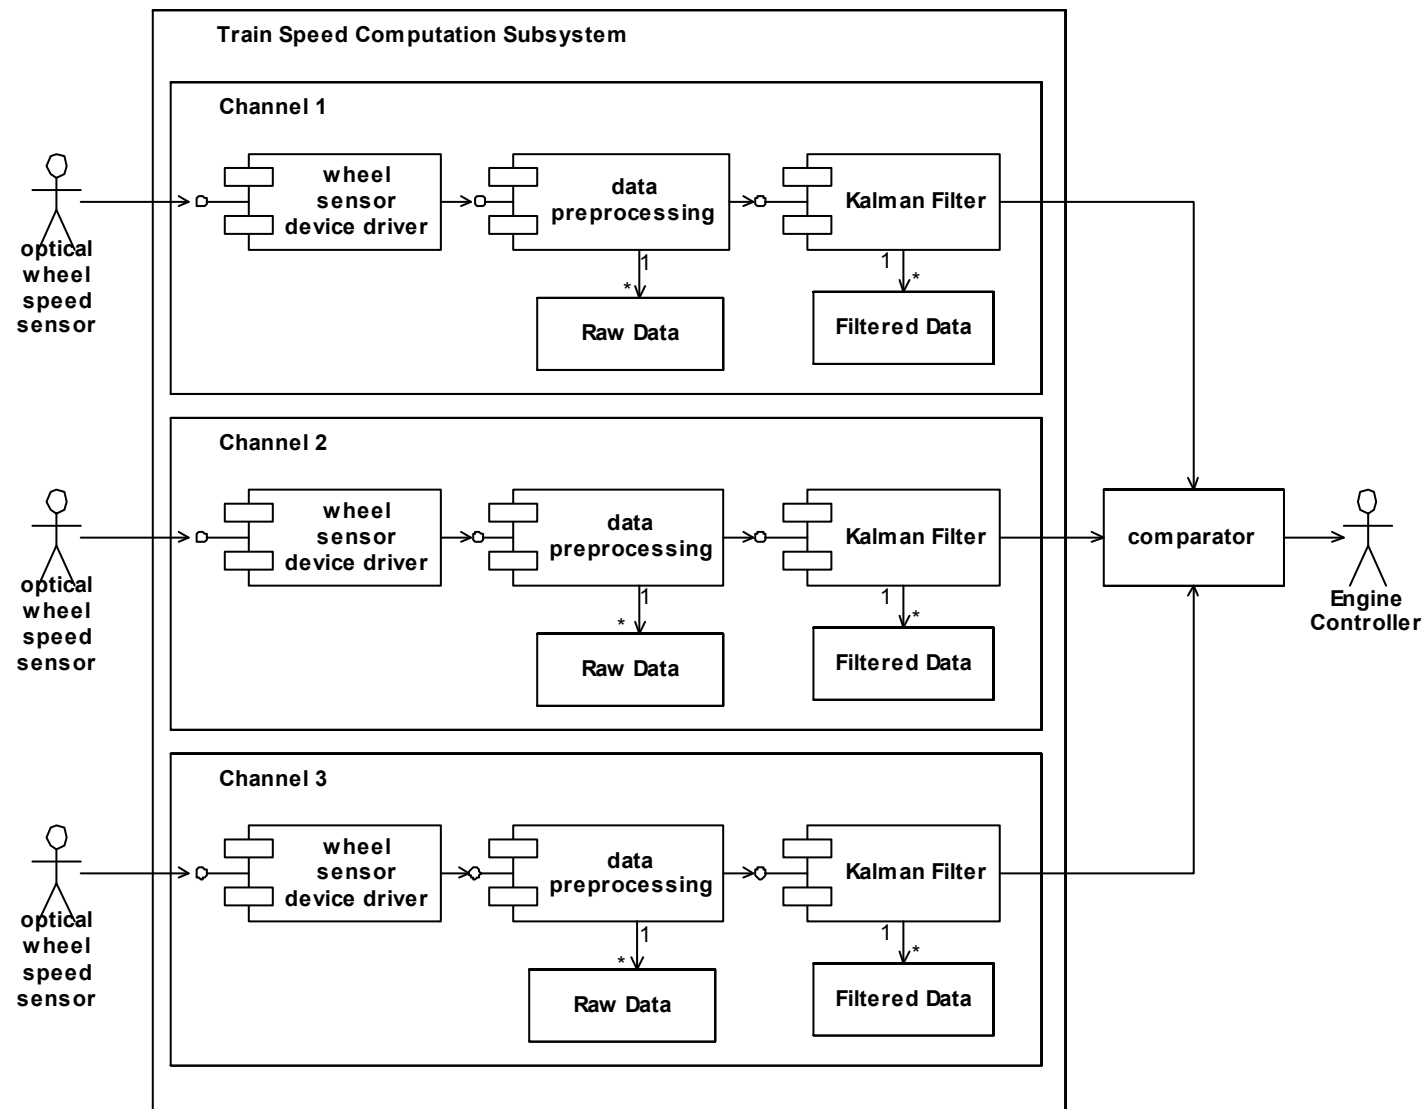 Train Speed Computation Subsystem
Channel 1
optical
wheel
speed
sensor
wheel
sensor
device driver
data
preprocessing
Kalman Filter
1
*
Raw Data
1
*
Filtered Data
Channel 2
optical
wheel
speed
sensor
wheel
sensor
device driver
data
preprocessing
Kalman Filter
1
*
Raw Data
1
*
Filtered Data
comparator
Engine
Controller
Channel 3
optical
wheel
speed
sensor
wheel
sensor
device driver
data
preprocessing
Kalman Filter
1
*
Raw Data
1
*
Filtered Data